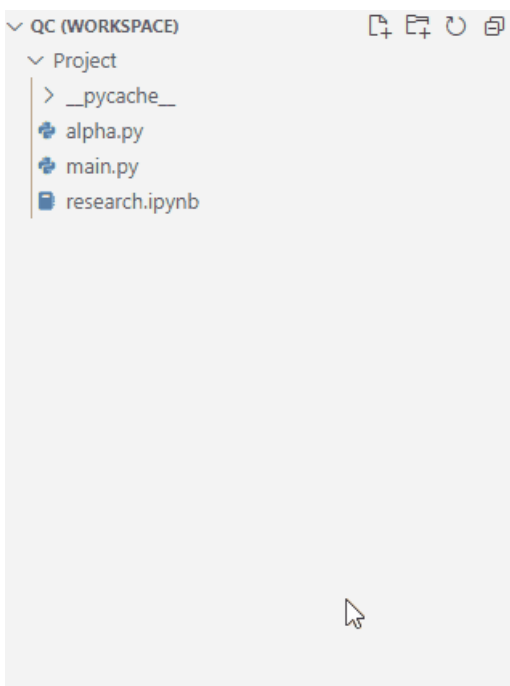 QC (WORKSPACE)
Project
__pycache__
alpha.py
main.py
research.ipynb